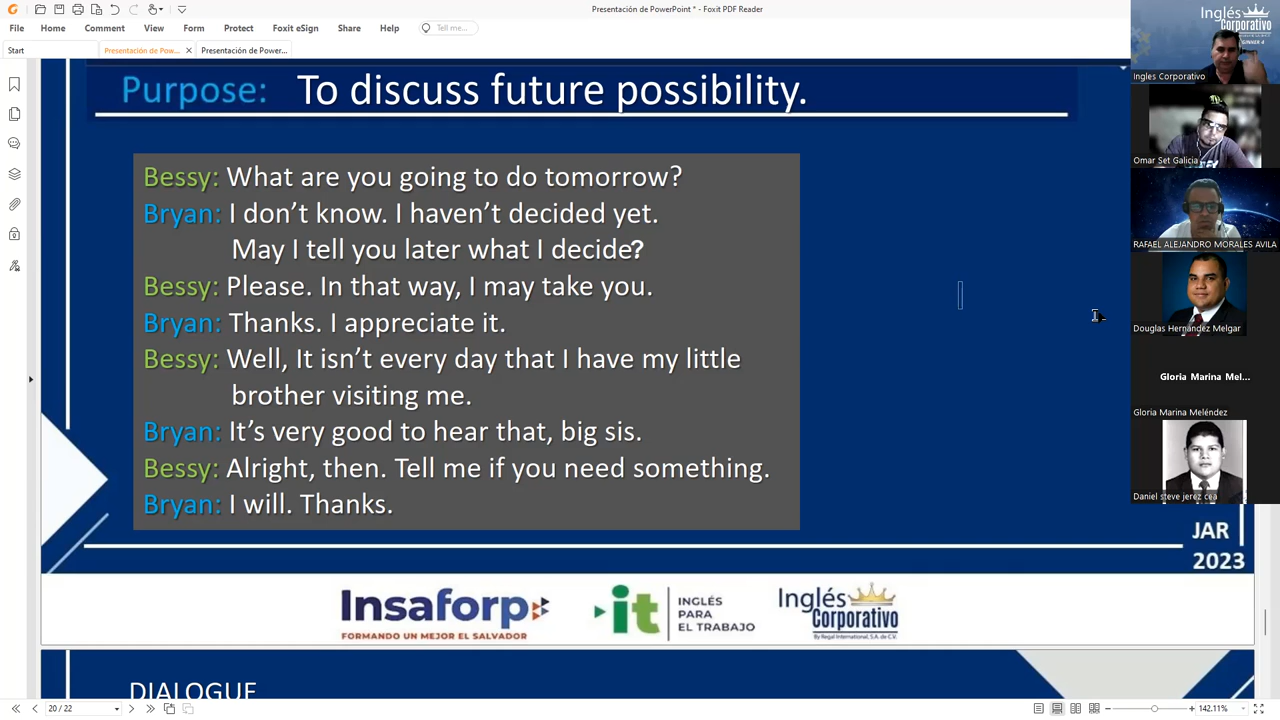 Presentación de PowerPoint * - Foxit PDF Reader
File Home Comment View Form Protect Foxit eSign Share Help Tell me...
Start Presentación de Pow... Presentación de Power...
Purpose: To discuss future possibility.
Bessy: What are you going to do tomorrow?
Bryan: I don't know. I haven't decided yet.
May I tell you later what I decide?
Bessy: Please. In that way, I may take you.
Bryan: Thanks. I appreciate it.
Bessy: Well, It isn't every day that I have my little
brother visiting me.
Bryan: It's very good to hear that, big sis.
Bessy: Alright, then. Tell me if you need something.
Bryan: I will. Thanks.
JAR
2023
Insaforp
FORMANDO UN MEJOR EL SALVADOR
it
INGLÉS
PARA
EL TRABAJO
Inglés
Corporativo
By Regal International, S.A. de C.V.
DIALOGUE
20 / 22
142.11%
Inglés
Corporativo
Ingles Corporativo
Omar Set Galicia
RAFAEL ALEJANDRO MORALES AVILA
Douglas Hernández Melgar
Gloria Marina Mel...
Gloria Marina Meléndez
Daniel steve jerez cea